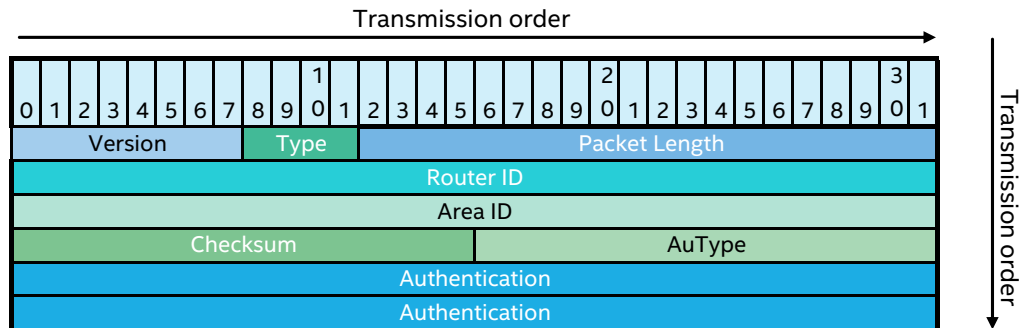 Transmission order
1 2 3
0 1 2 3 4 5 6 7 8 9 0 1 2 3 4 5 6 7 8 9 0 1 2 3 4 5 6 7 8 9 0 1
Version Type Packet Length
Router ID
Area ID
Checksum AuType
Authentication
Authentication
Transmission order